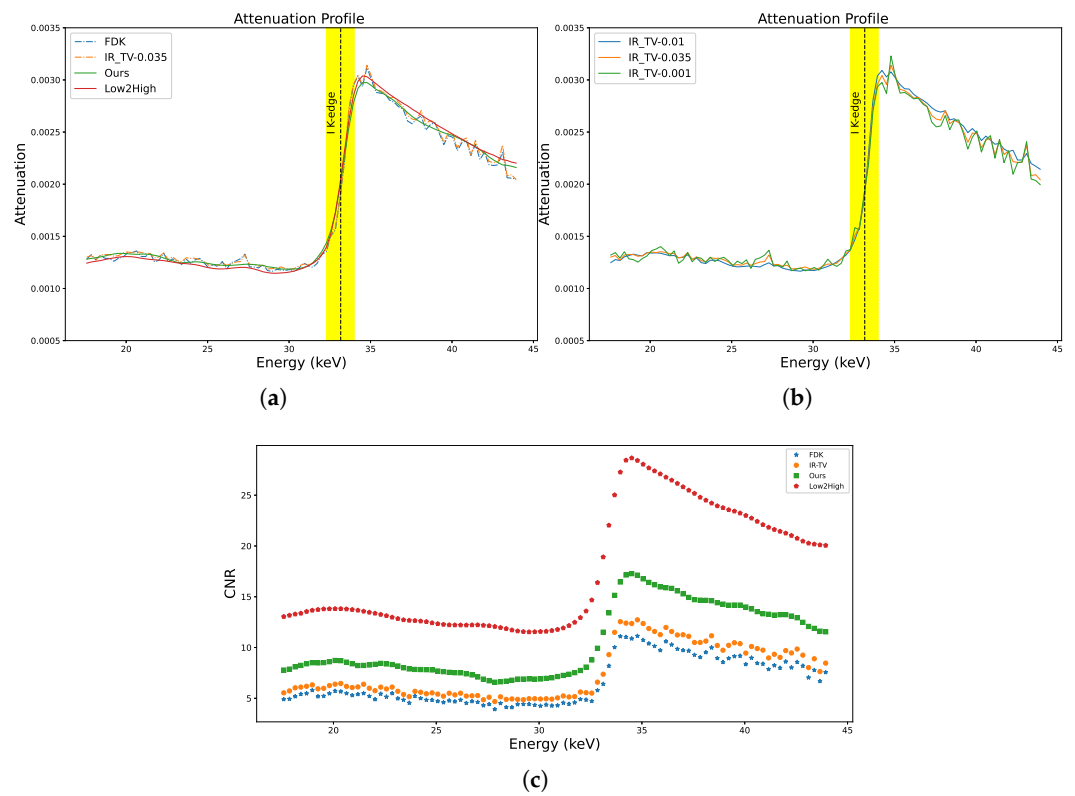 Attenuation Profile
0.0035
0.0030
0.0025
0.0020
0.0015
0.0010
0.0005
Attenuation
FDK
IR_TV-0.035
Ours
Low2High
I K-edge
20
25
30
35
40
45
Energy (keV)
(a)
Attenuation Profile
0.0035
0.0030
0.0025
0.0020
0.0015
0.0010
0.0005
Attenuation
IR_TV-0.01
IR_TV-0.035
IR_TV-0.001
I K-edge
20
25
30
35
40
45
Energy (keV)
(b)
25
20
15
10
5
CNR
FDK
IR-TV
Ours
Low2High
20
25
30
35
40
45
Energy (keV)
(c)